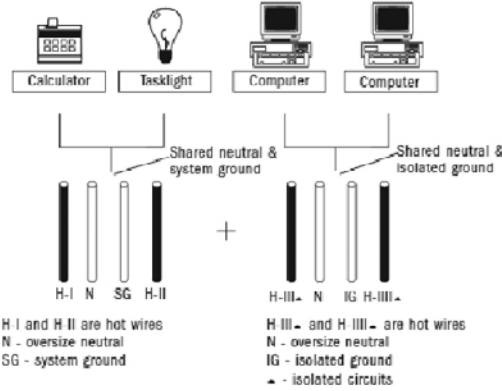 Calculator Tasklight Computer Computer
Shared neutral &
system ground
Shared neutral &
isolated ground
+
H-I N SG H-II
H-III▲ N IG H-IIII▲
H-I and H-II are hot wires
N - oversize neutral
SG - system ground
H-III▲ and H-IIII▲ are hot wires
N - oversize neutral
IG - isolated ground
▲ - isolated circuits